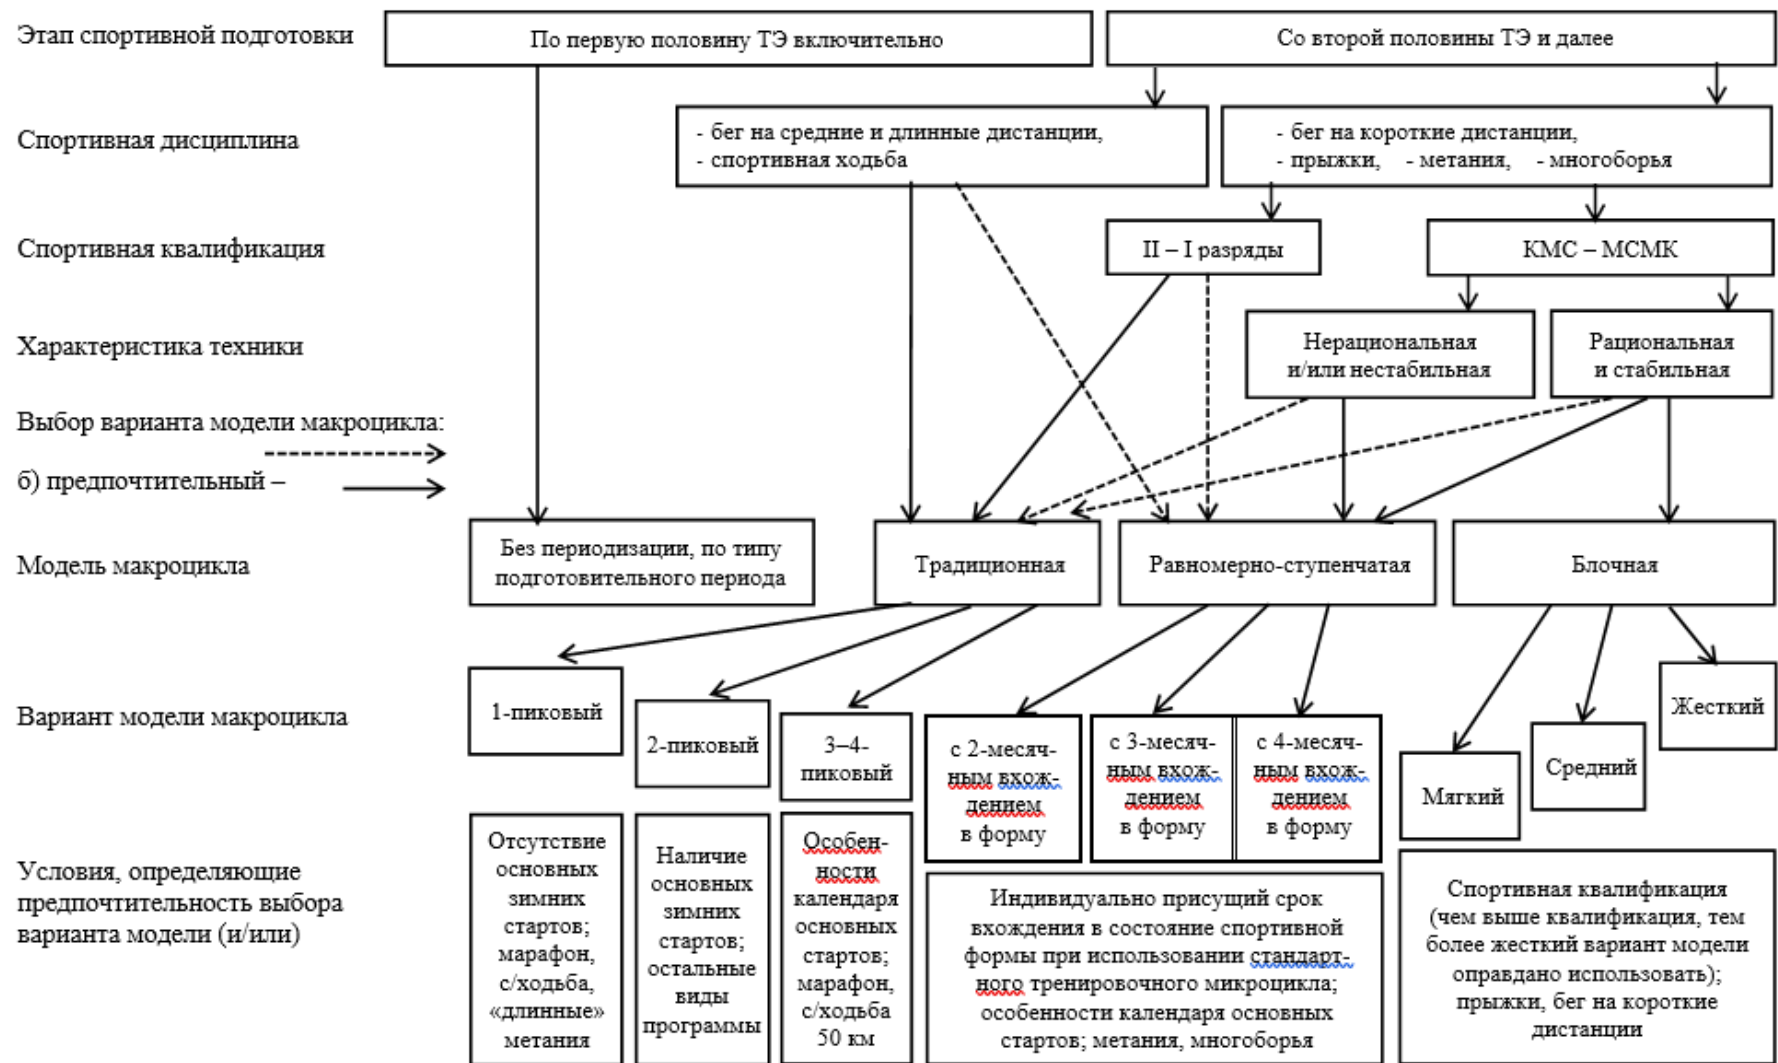 Этап спортивной подготовки
По первую половину ТЭ включительно
Со второй половины ТЭ и далее
Спортивная дисциплина
- бег на средние и длинные дистанции,
- спортивная ходьба
- бег на короткие дистанции,
- прыжки, - метания, - многоборья
Спортивная квалификация
II – I разряды
КМС – МСМК
Характеристика техники
Нерациональная
и/или нестабильная
Рациональная
и стабильная
Выбор варианта модели макроцикла:
б) предпочтительный –
Модель макроцикла
Без периодизации, по типу
подготовительного периода
Традиционная
Равномерно-ступенчатая
Блочная
Вариант модели макроцикла
1-пиковый
2-пиковый
3–4-
пиковый
с 2-месяч-
ным вхож-
дением
в форму
с 3-месяч-
ным вхож-
дением
в форму
с 4-месяч-
ным вхож-
дением
в форму
Мягкий
Средний
Жесткий
Условия, определяющие
предпочтительность выбора
варианта модели (и/или)
Отсутствие
основных
зимних
стартов;
марафон,
с/ходьба,
«длинные»
метания
Наличие
основных
зимних
стартов;
остальные
виды
программы
Особен-
ности
календаря
основных
стартов;
марафон,
с/ходьба
50 км
Индивидуально присущий срок
вхождения в состояние спортивной
формы при использовании стандарт-
ного тренировочного микроцикла;
особенности календаря основных
стартов; метания, многоборья
Спортивная квалификация
(чем выше квалификация, тем
более жесткий вариант модели
оправдано использовать);
прыжки, бег на короткие
дистанции